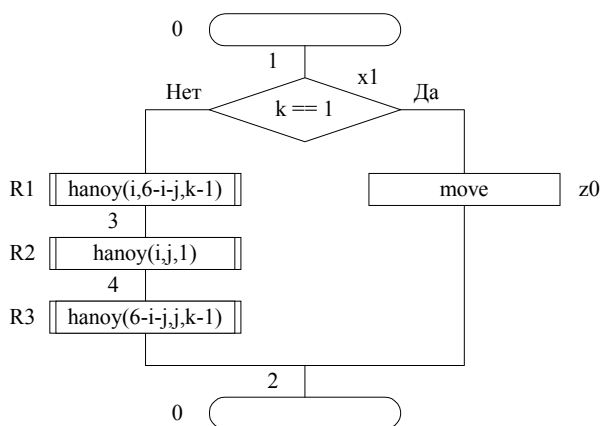 0
1
x1
Нет
Да
k == 1
R1
hanoy(i,6-i-j,k-1)
move
z0
3
R2
hanoy(i,j,1)
4
R3
hanoy(6-i-j,j,k-1)
2
0